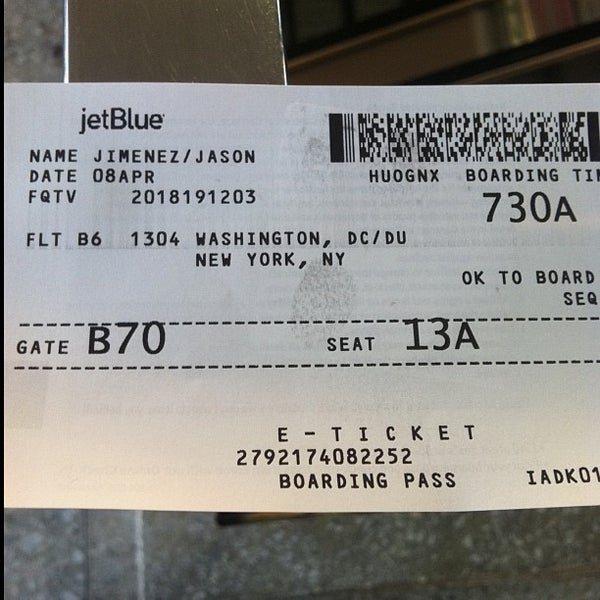 jetBlue
NAME JIMENEZ/JASON
DATE 08APR
HUOGNX BOARDING
FQTV 2018191203
730A
FLT B6 1304 WASHINGTON, DC/DU
NEW YORK, NY
OK TO BOARD
SEQ
GATE B70 SEAT 13A
E-TICKET
2792174082252
BOARDING PASS IADK01